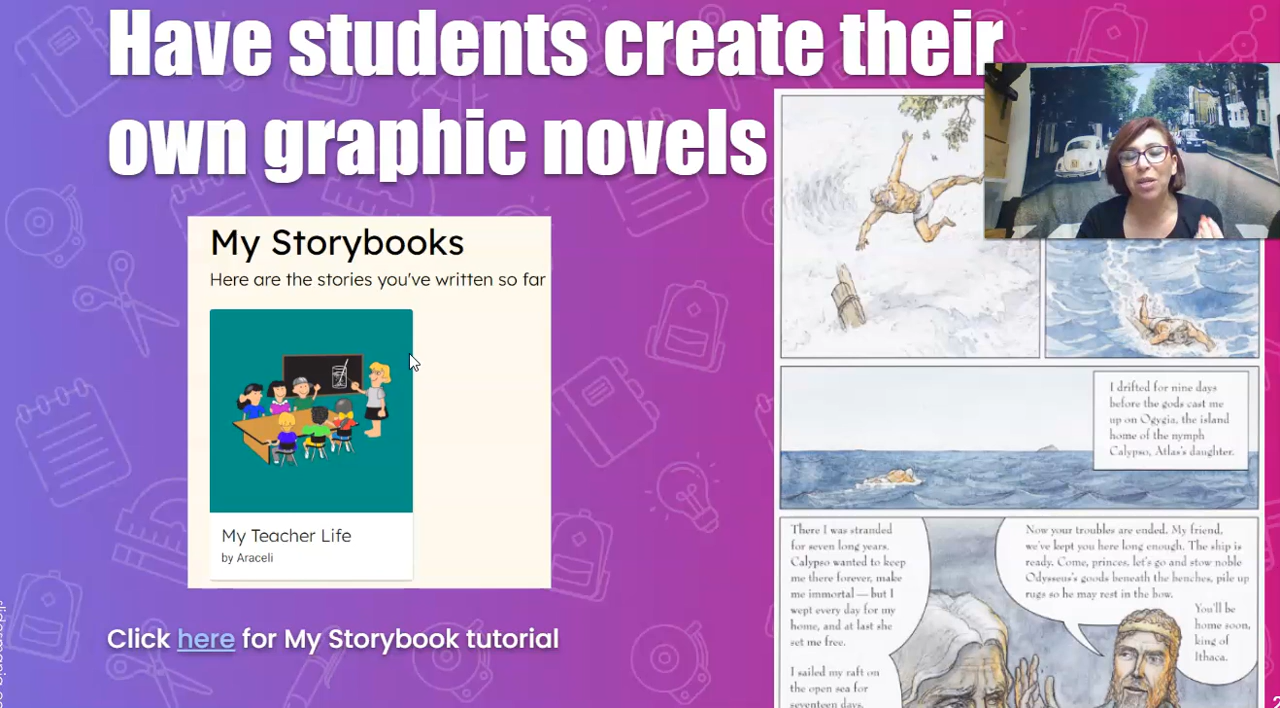 Have students create their
own graphic novels
My Storybooks
Here are the stories you've written so far
My Teacher Life
by Araceli
Click here for My Storybook tutorial
I drifted for nine days
before the gods cast me
up on Ogygia, the island
home of the nymph
Calypso, Atlas's daughter.
There I was stranded
for seven long years.
Calypso wanted to keep
me there forever, make
me immortal — but I
wept every day for my
home, and at last she
set me free.
I sailed my raft on
the open sea for
seventeen days.
Now your troubles are ended. My friend,
we've kept you here long enough. The ship is
ready. Come, princes, let's go and stow noble
Odysseus's goods beneath the benches, pile up
rugs so he may rest in the bow.
You'll be
home soon,
king of
Ithaca.